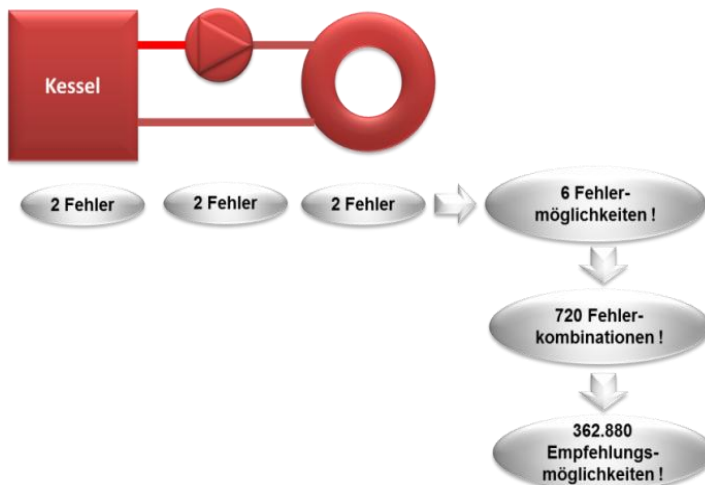 Kessel
2 Fehler
2 Fehler
2 Fehler
6 Fehler-
möglichkeiten !
720 Fehler-
kombinationen !
362.880
Empfehlungs-
möglichkeiten !